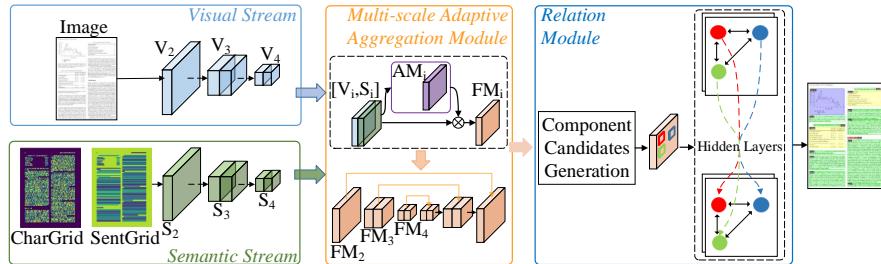 Visual Stream
Image
V2
V3
V4
CharGrid
SentGrid
S2
S3
S4
Semantic Stream
Multi-scale Adaptive
Aggregation Module
[Vi,Si]
AMi
FMi
FM2
FM3
FM4
Relation
Module
Component
Candidates
Generation
Hidden Layers